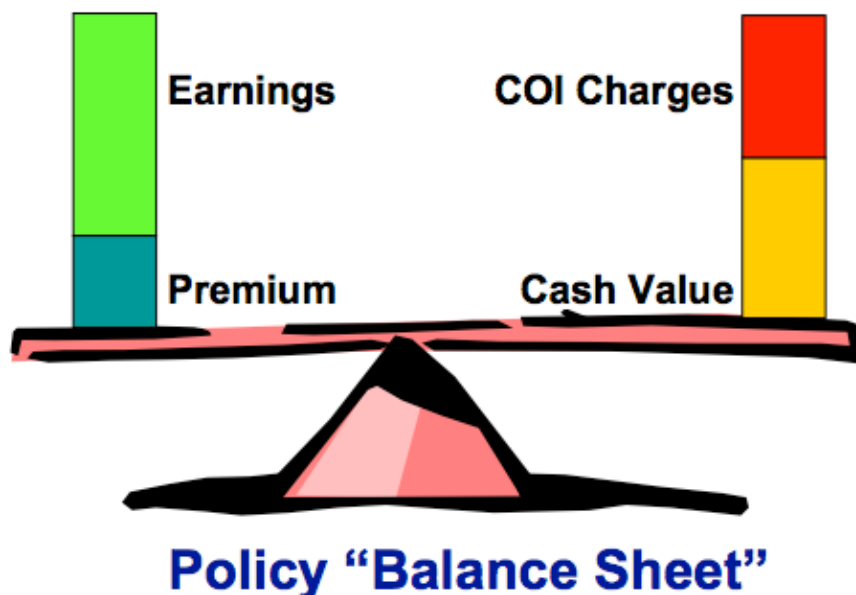 Earnings
COI Charges
Premium
Cash Value
Policy “Balance Sheet”